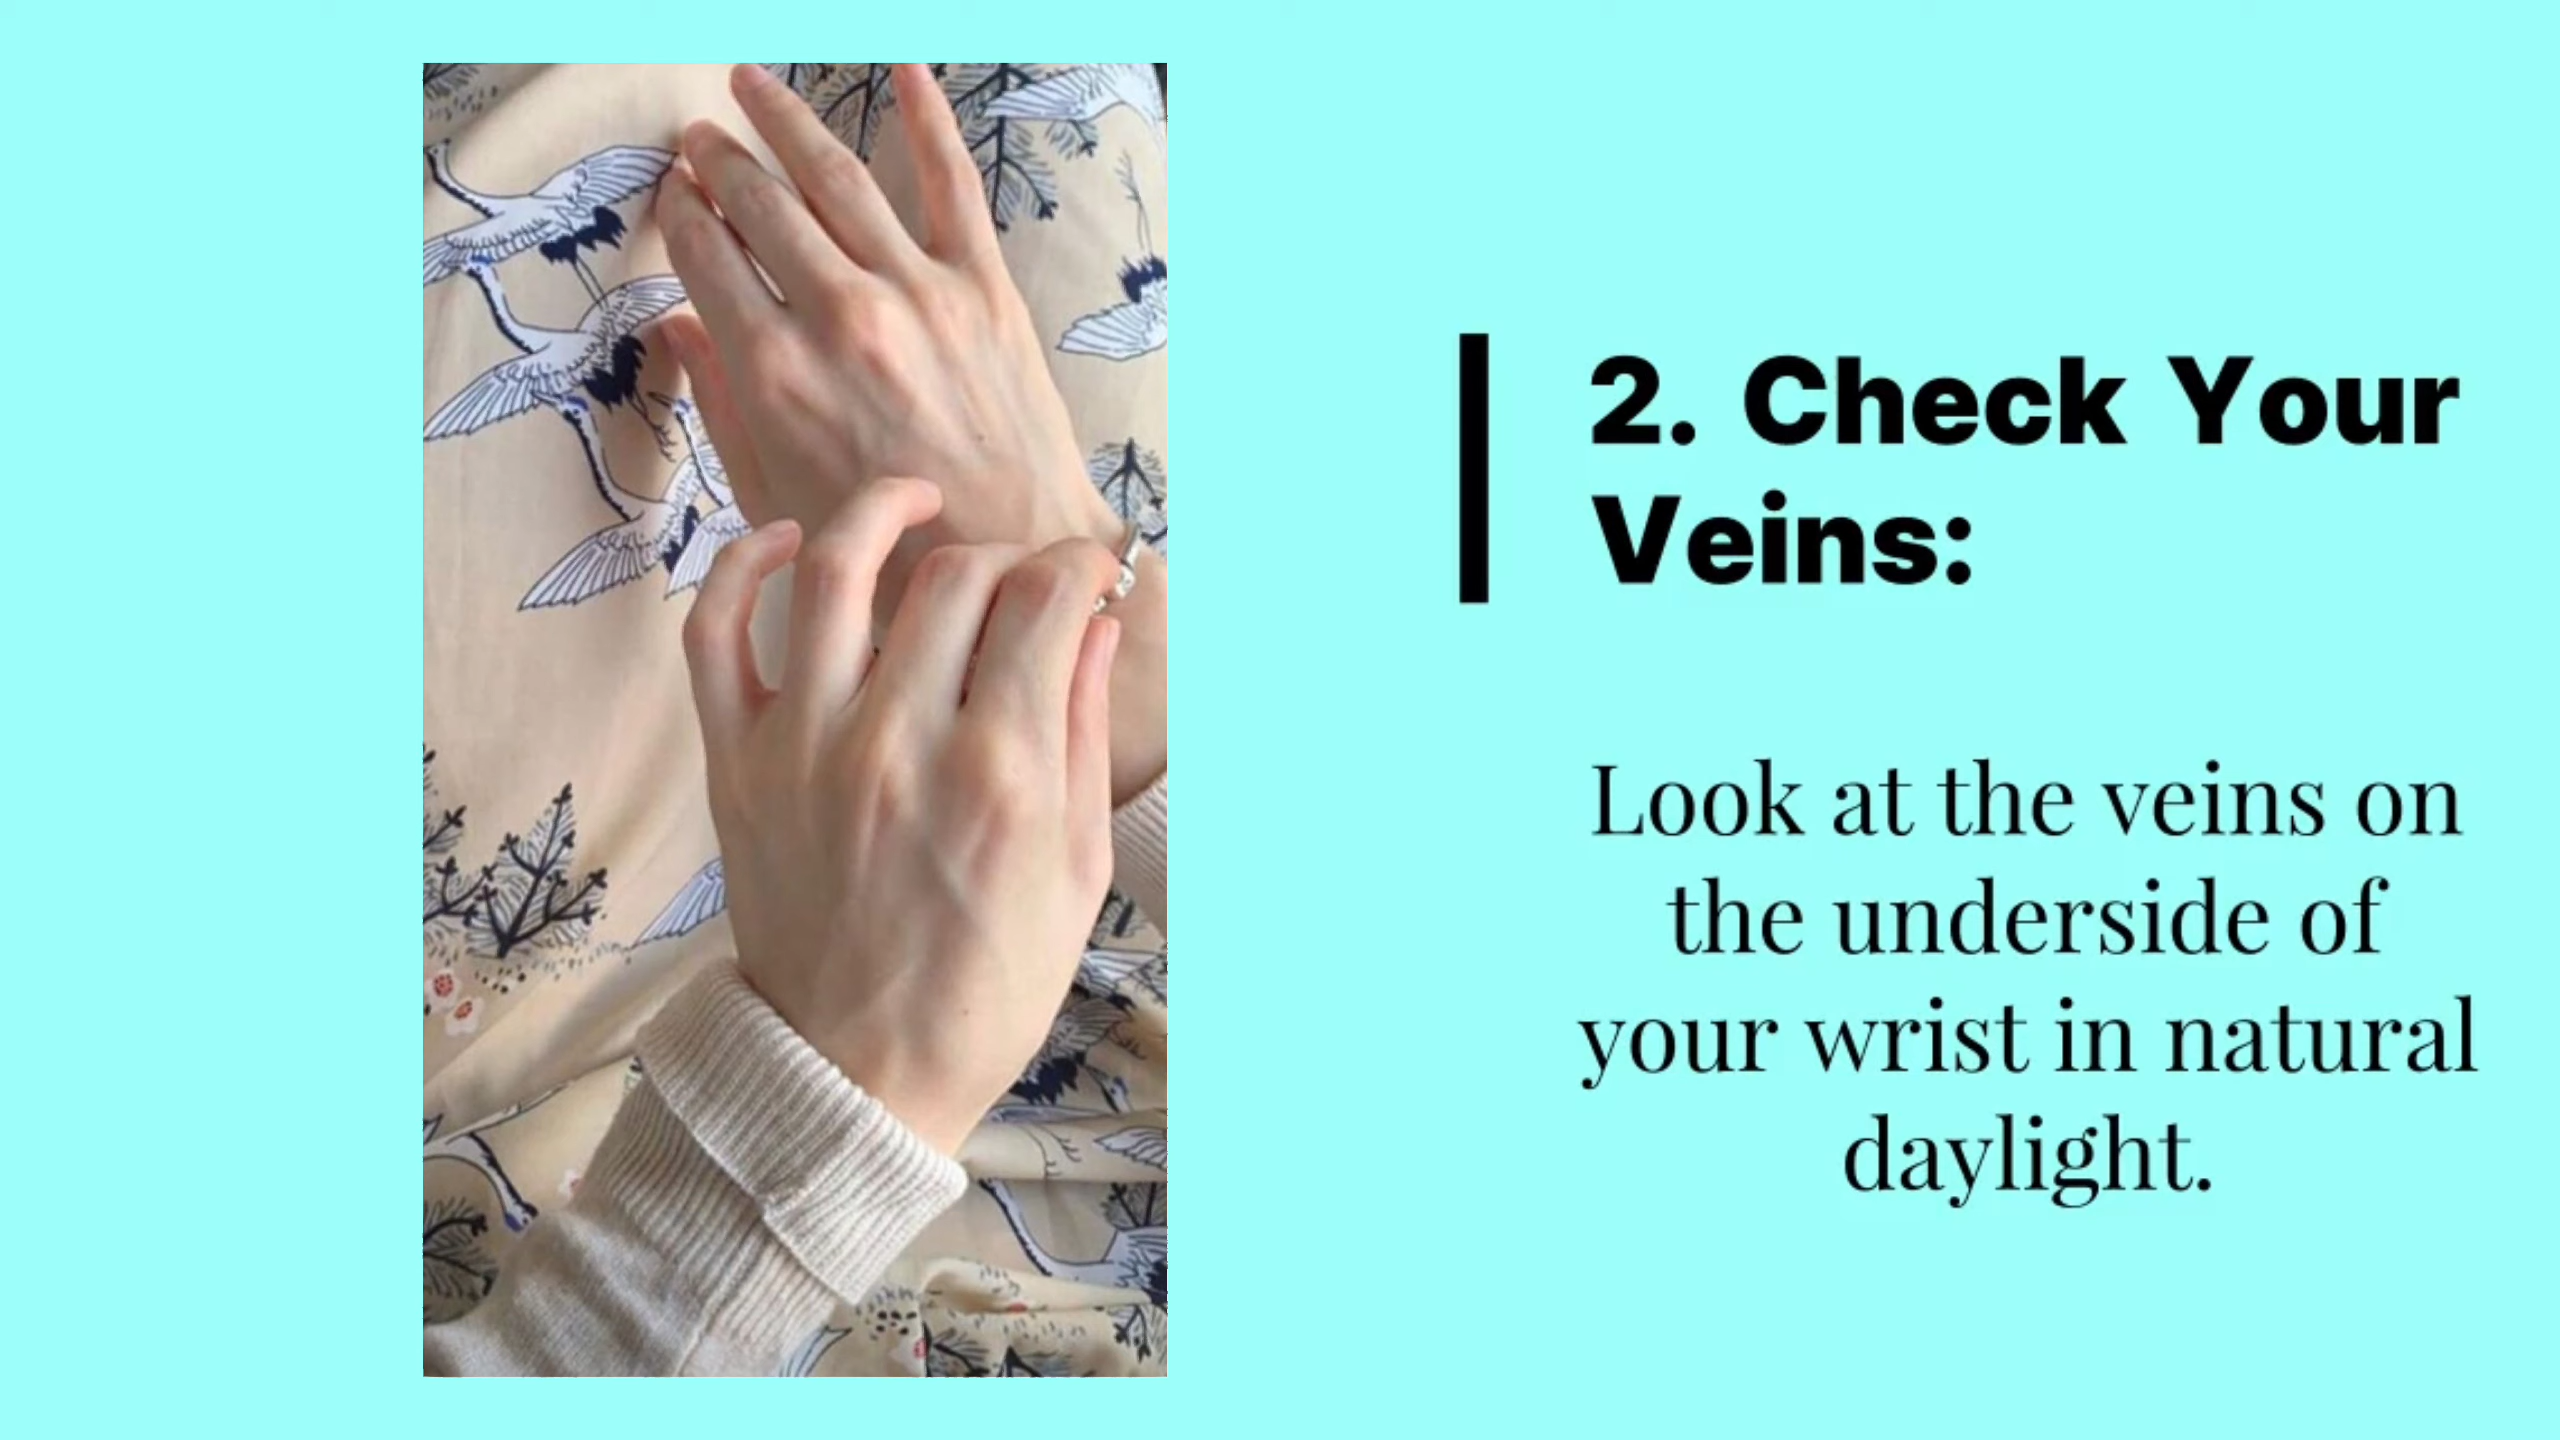 2. Check Your
Veins:
Look at the veins on
the underside of
your wrist in natural
daylight.